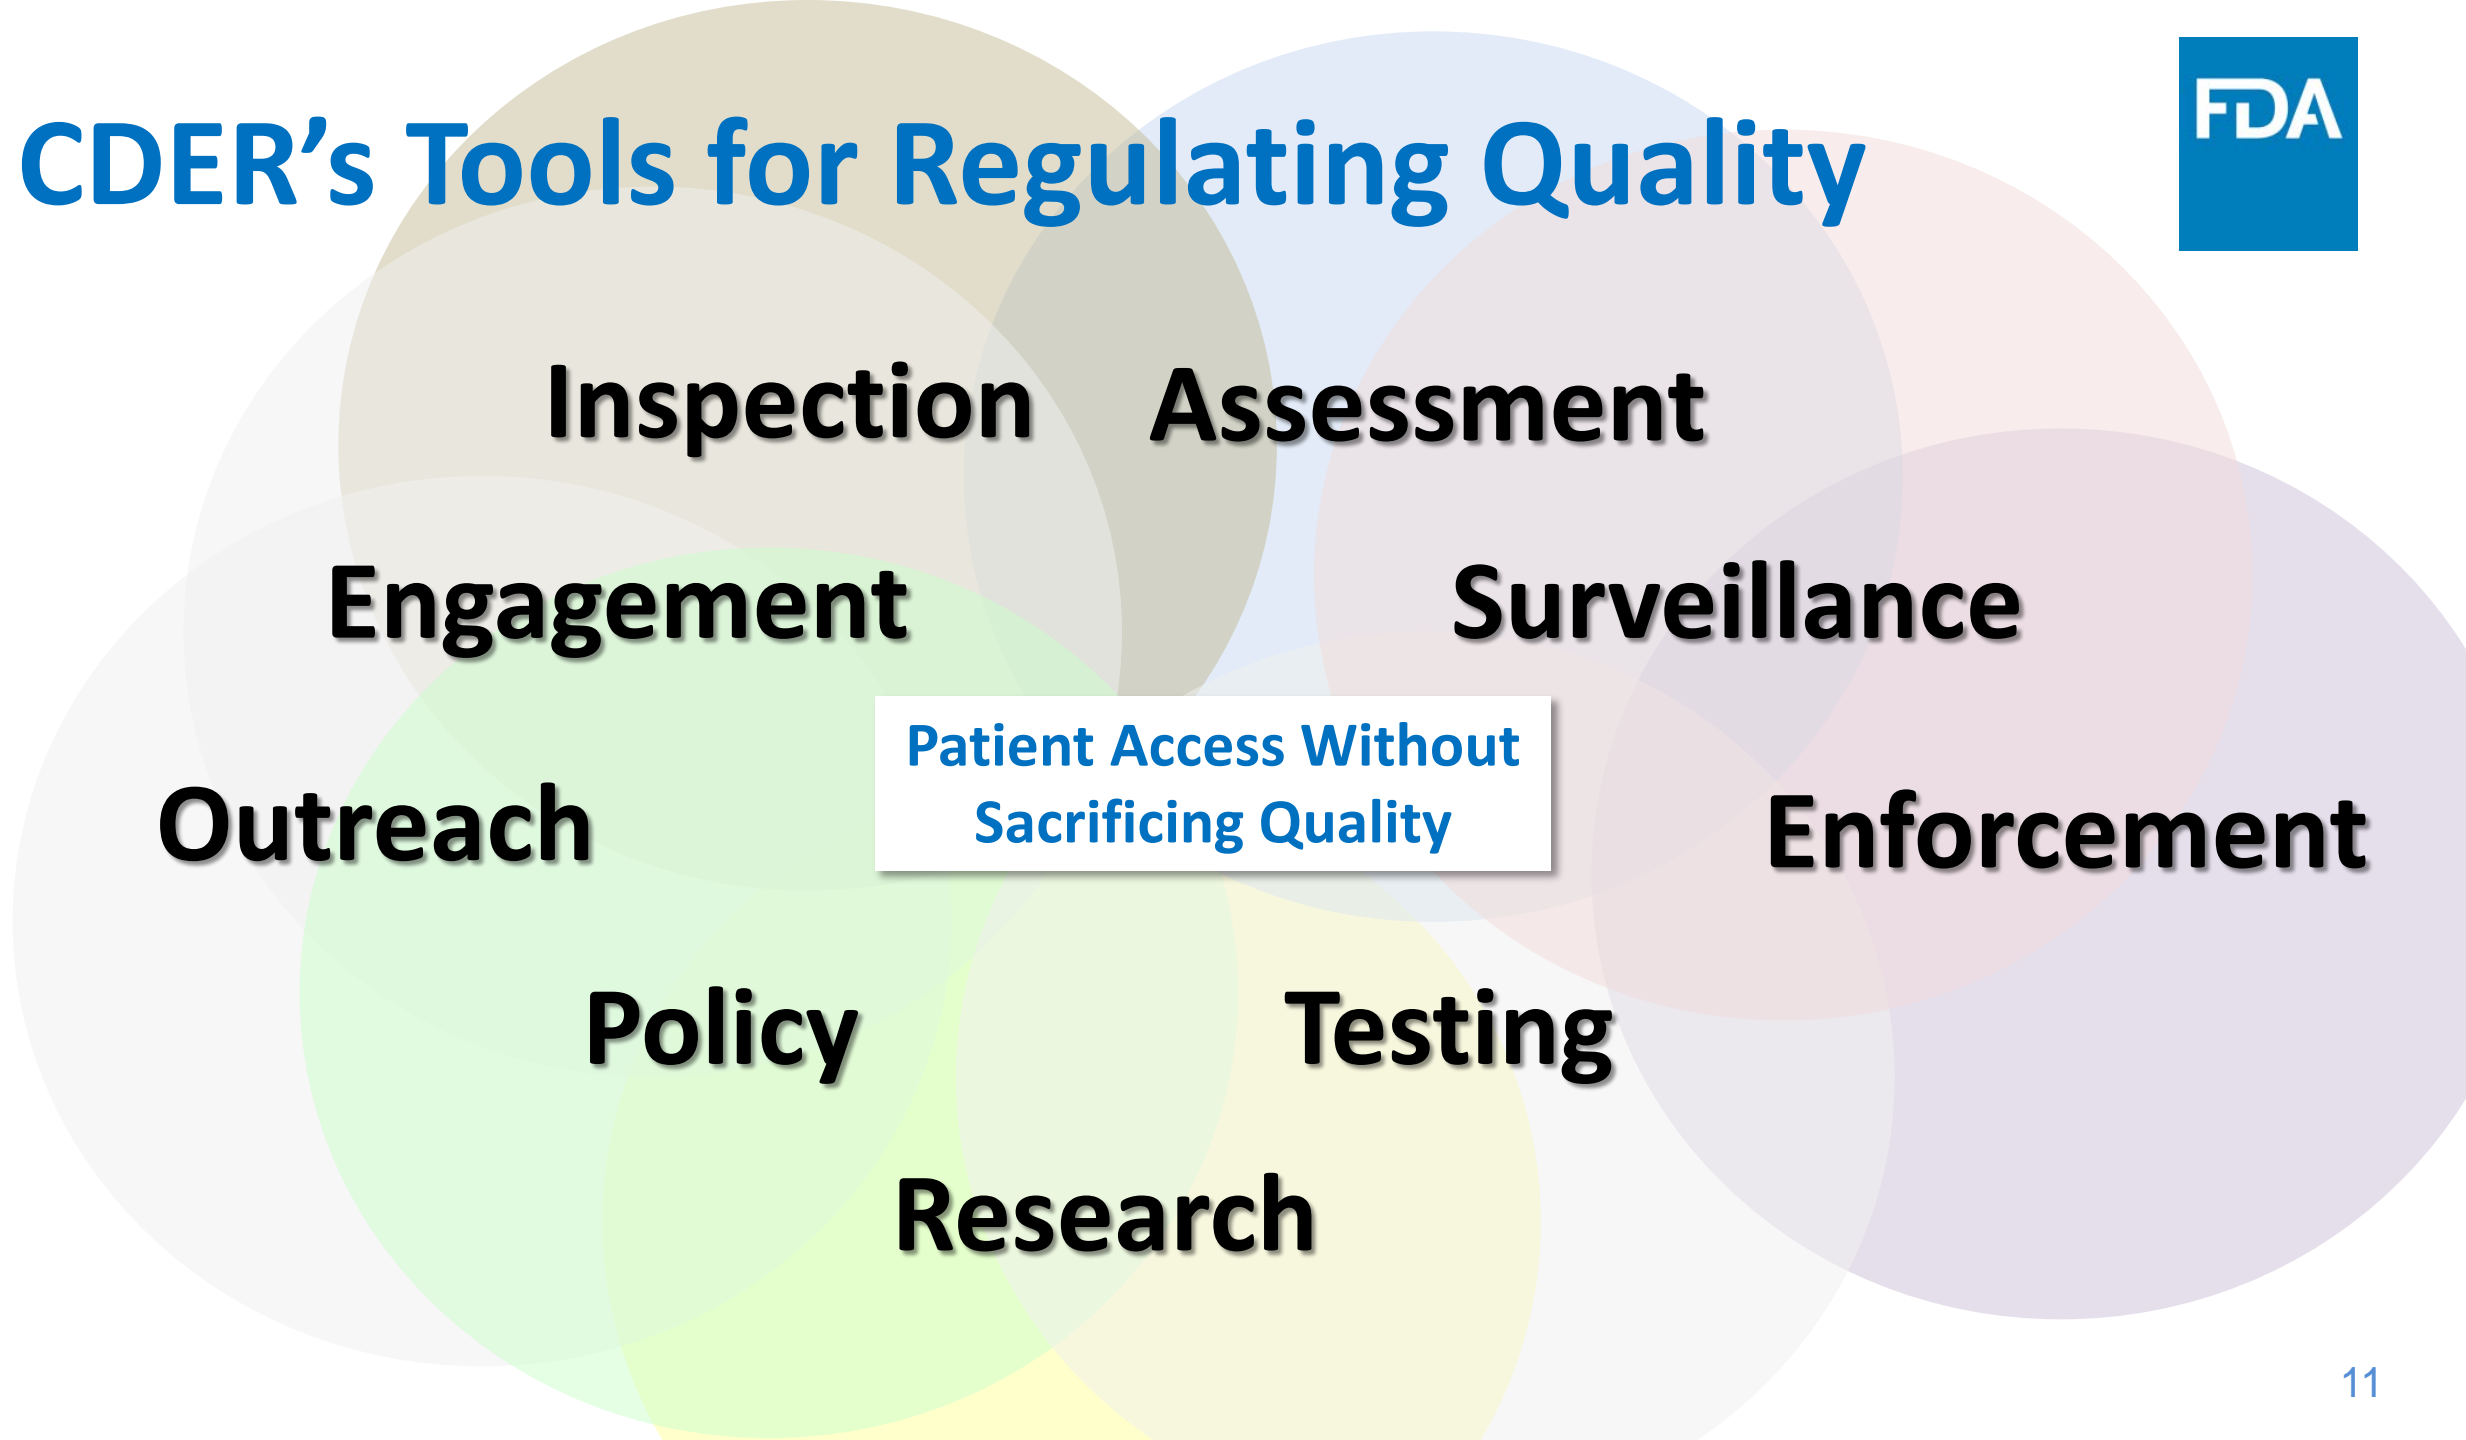 CDER’s Tools for Regulating Quality
FDA
Inspection
Assessment
Engagement
Surveillance
Patient Access Without
Sacrificing Quality
Outreach
Enforcement
Policy
Testing
Research
11